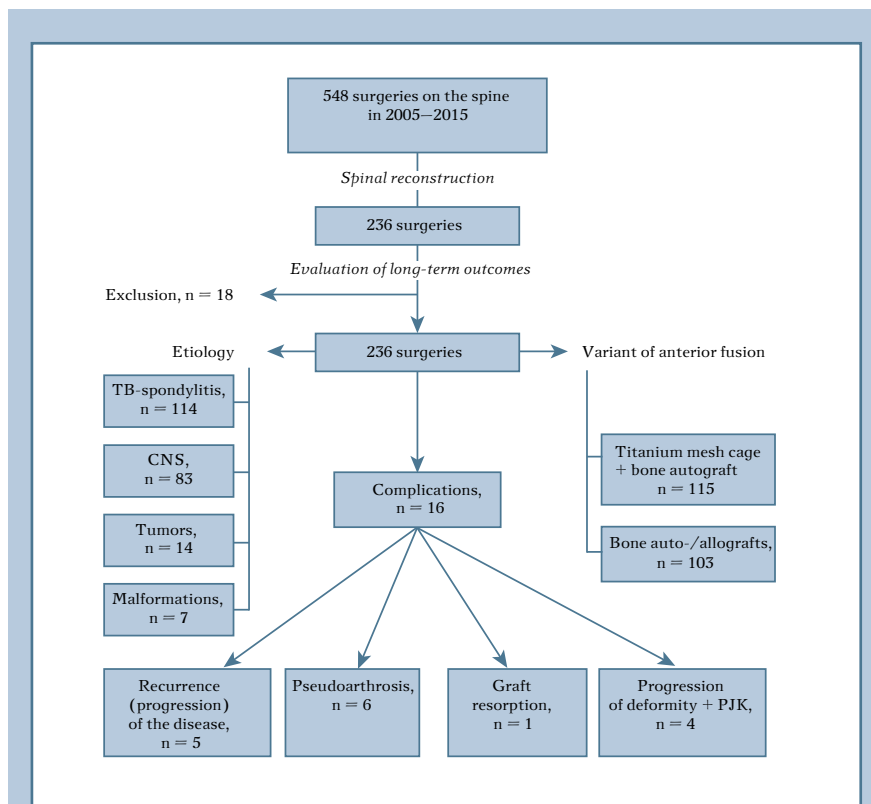 548 surgeries on the spine
in 2005–2015
Spinal reconstruction
236 surgeries
Evaluation of long-term outcomes
Exclusion, n = 18
Etiology
236 surgeries
Variant of anterior fusion
TB-spondylitis,
n = 114
CNS,
n = 83
Tumors,
n = 14
Malformations,
n = 7
Complications,
n = 16
Titanium mesh cage
+ bone autograft
n = 115
Bone auto-/allografts,
n = 103
Recurrence
(progression)
of the disease,
n = 5
Pseudoarthrosis,
n = 6
Graft
resorption,
n = 1
Progression
of deformity + PJK,
n = 4